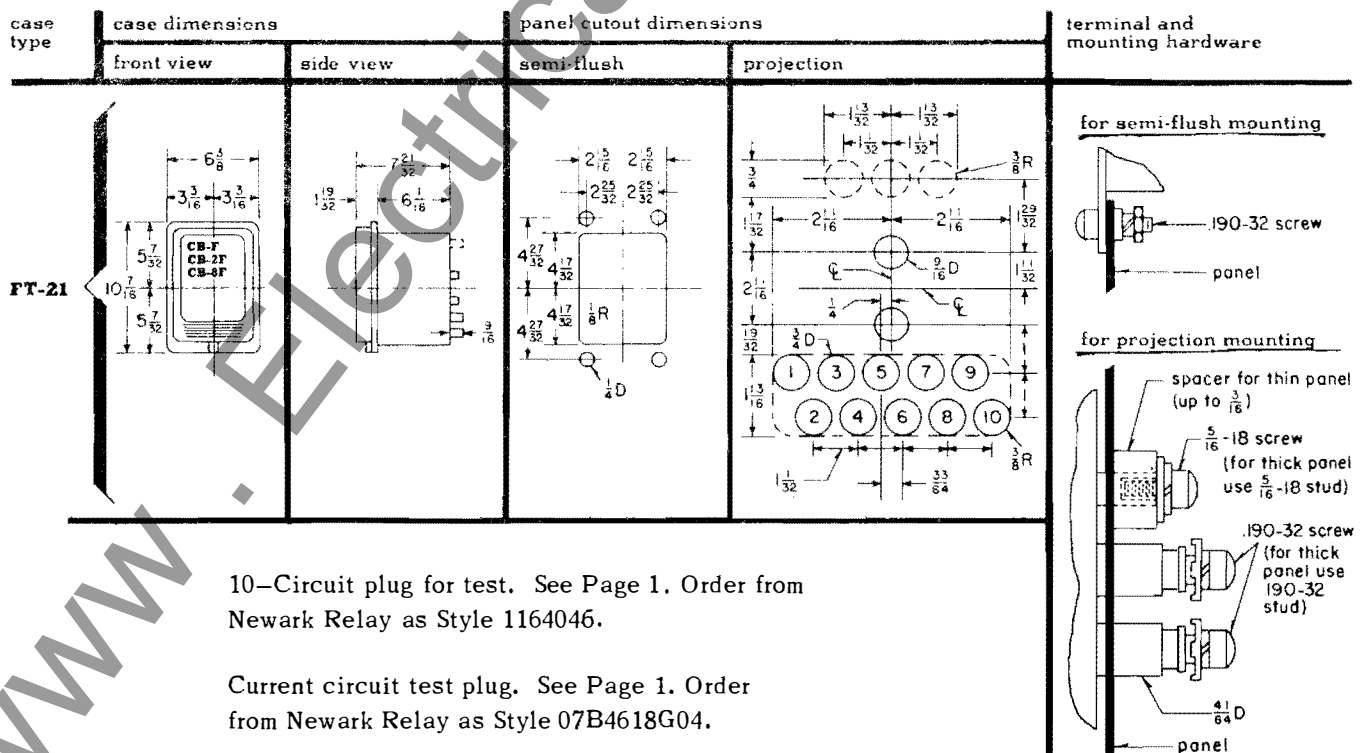 case type
case dimensions
panel cutout dimensions
terminal and mounting hardware
front view
side view
semi-flush
projection
FT-21
6 3/8
3 3/16
3 3/16
CB-F
CB-2F
CB-8F
5 7/32
10 7/16
5 7/32
7 21/32
1 19/32
6 1/16
9/16
2 5/16
2 5/16
2 25/32
2 25/32
4 27/32
4 17/32
4 17/32
4 27/32
1/8 R
1/4 D
1 13/32
1 13/32
1 1/32
1 1/32
3/8 R
3/4
1 17/32
2 11/16
2 11/16
1 29/32
9/16 D
℄
1 11/32
2 11/16
1/4
℄
19/32
3/4 D
1
3
5
7
9
2
4
6
8
10
1 1/32
33/64
3/8 R
for semi-flush mounting
.190-32 screw
panel
for projection mounting
spacer for thin panel
(up to 3/16)
5/16-18 screw
(for thick panel
use 5/16-18 stud)
.190-32 screw
(for thick
panel use
190-32
stud)
41/64 D
panel
10–Circuit plug for test. See Page 1. Order from
Newark Relay as Style 1164046.
Current circuit test plug. See Page 1. Order
from Newark Relay as Style 07B4618G04.
www.Electrica